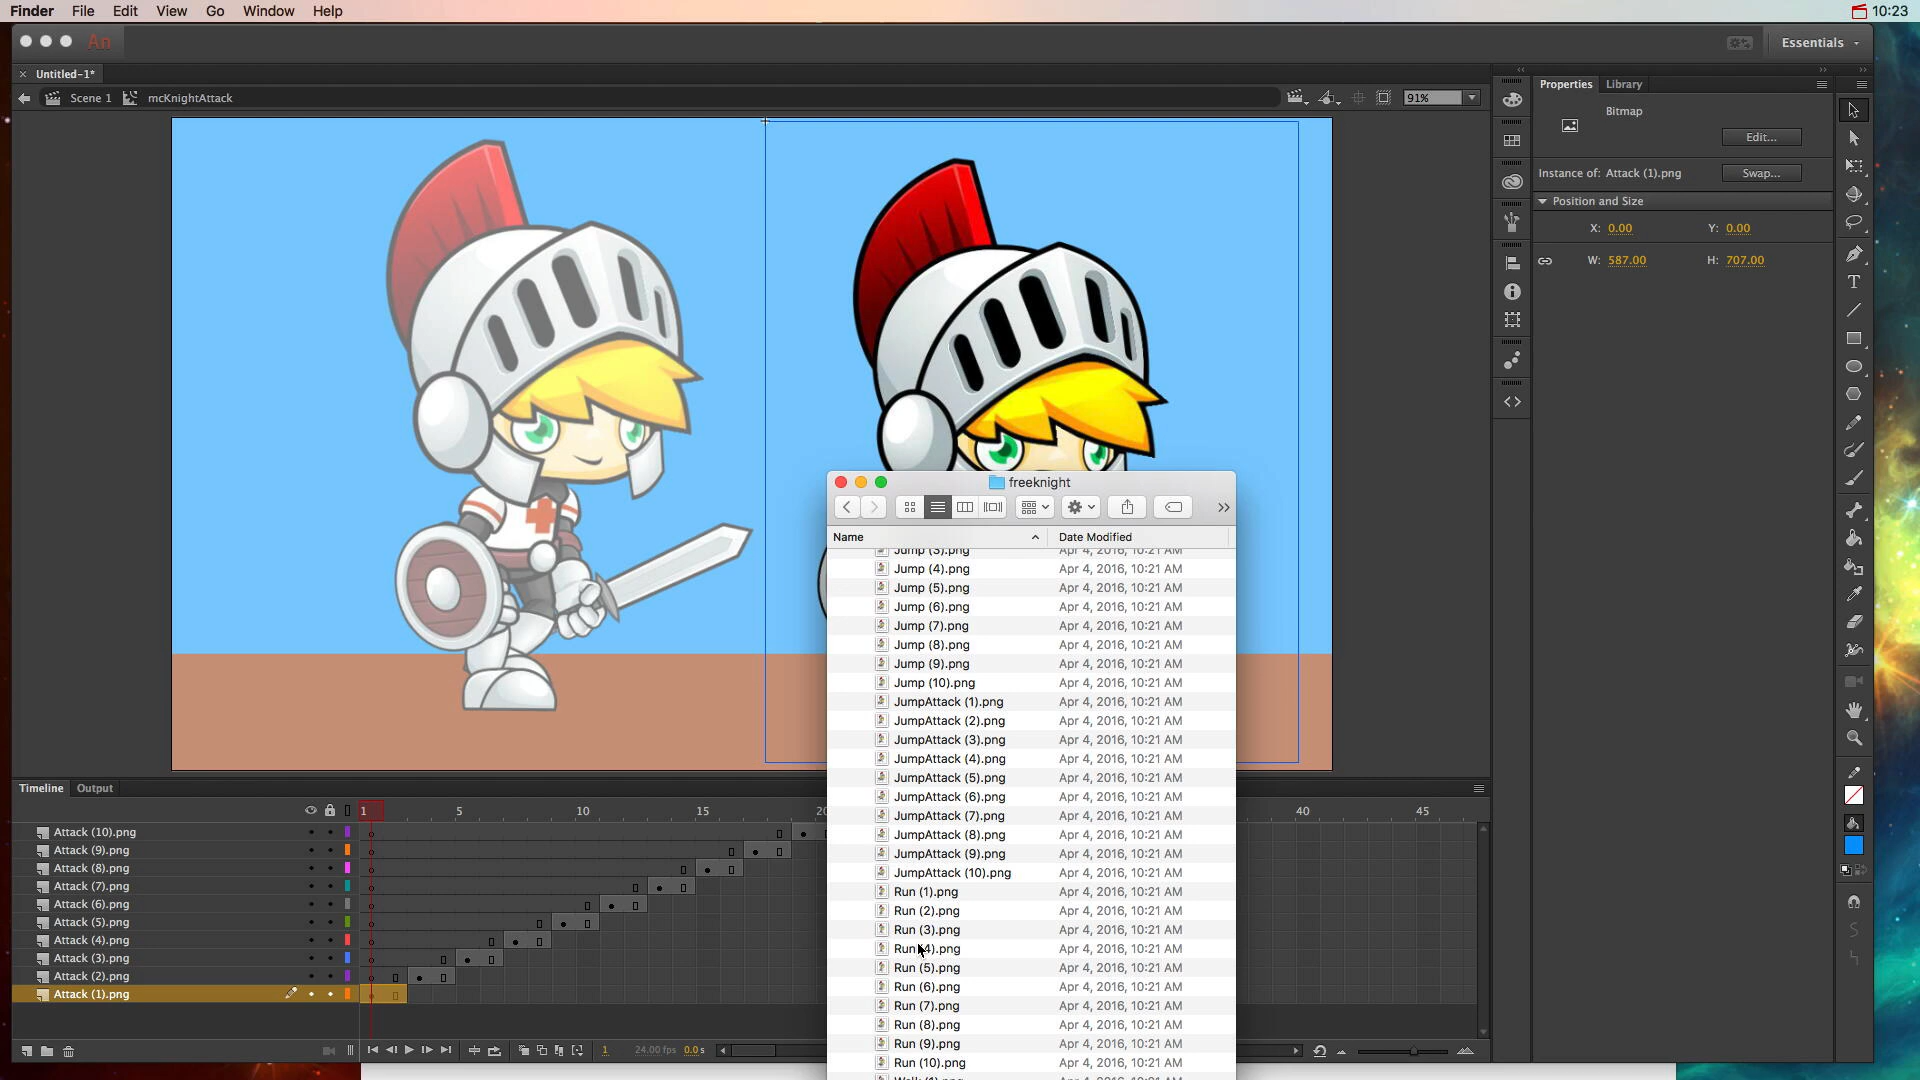 Finder File Edit View Go Window Help 10:23
An Essentials
Untitled-1*
Scene 1 mcKnightAttack 91%
Properties Library
Bitmap
Edit...
Instance of: Attack (1).png Swap...
Position and Size
X: 0.00 Y: 0.00
W: 587.00 H: 707.00
freeknight
Name Date Modified
Jump (3).png Apr 4, 2016, 10:21 AM
Jump (4).png Apr 4, 2016, 10:21 AM
Jump (5).png Apr 4, 2016, 10:21 AM
Jump (6).png Apr 4, 2016, 10:21 AM
Jump (7).png Apr 4, 2016, 10:21 AM
Jump (8).png Apr 4, 2016, 10:21 AM
Jump (9).png Apr 4, 2016, 10:21 AM
Jump (10).png Apr 4, 2016, 10:21 AM
JumpAttack (1).png Apr 4, 2016, 10:21 AM
JumpAttack (2).png Apr 4, 2016, 10:21 AM
JumpAttack (3).png Apr 4, 2016, 10:21 AM
JumpAttack (4).png Apr 4, 2016, 10:21 AM
JumpAttack (5).png Apr 4, 2016, 10:21 AM
JumpAttack (6).png Apr 4, 2016, 10:21 AM
JumpAttack (7).png Apr 4, 2016, 10:21 AM
JumpAttack (8).png Apr 4, 2016, 10:21 AM
JumpAttack (9).png Apr 4, 2016, 10:21 AM
JumpAttack (10).png Apr 4, 2016, 10:21 AM
Run (1).png Apr 4, 2016, 10:21 AM
Run (2).png Apr 4, 2016, 10:21 AM
Run (3).png Apr 4, 2016, 10:21 AM
Run (4).png Apr 4, 2016, 10:21 AM
Run (5).png Apr 4, 2016, 10:21 AM
Run (6).png Apr 4, 2016, 10:21 AM
Run (7).png Apr 4, 2016, 10:21 AM
Run (8).png Apr 4, 2016, 10:21 AM
Run (9).png Apr 4, 2016, 10:21 AM
Run (10).png Apr 4, 2016, 10:21 AM
Timeline Output
1 5 10 15 20 40 45
Attack (10).png
Attack (9).png
Attack (8).png
Attack (7).png
Attack (6).png
Attack (5).png
Attack (4).png
Attack (3).png
Attack (2).png
Attack (1).png
1 24.00 fps 0.0 s